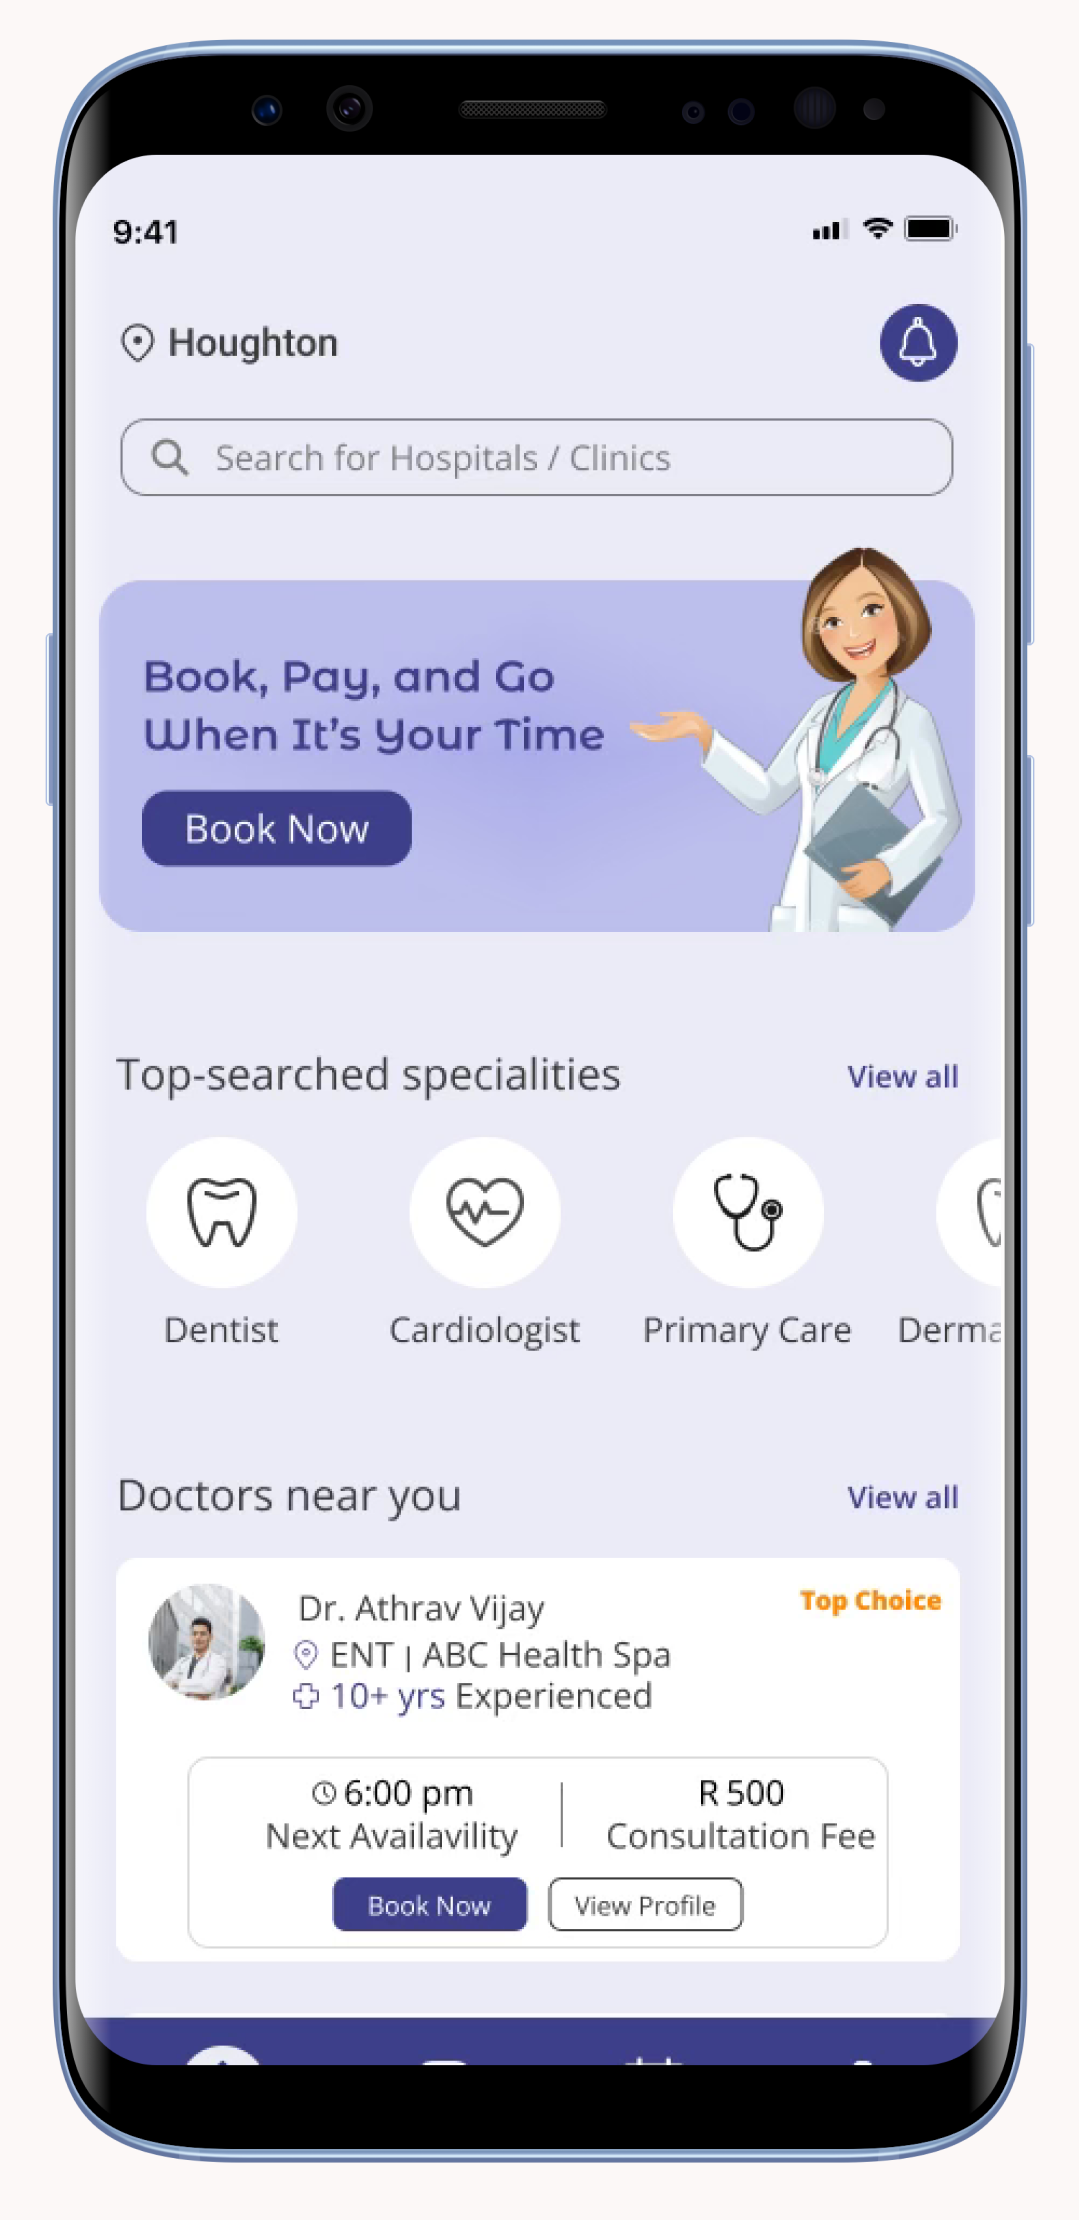 9:41
Houghton
Search for Hospitals / Clinics
Book, Pay, and Go
When It's Your Time
Book Now
Top-searched specialities
View all
Dentist
Cardiologist
Primary Care
Derma
Doctors near you
View all
Dr. Athrav Vijay
Top Choice
ENT | ABC Health Spa
10+ yrs Experienced
6:00 pm
Next Availavility
R 500
Consultation Fee
Book Now
View Profile